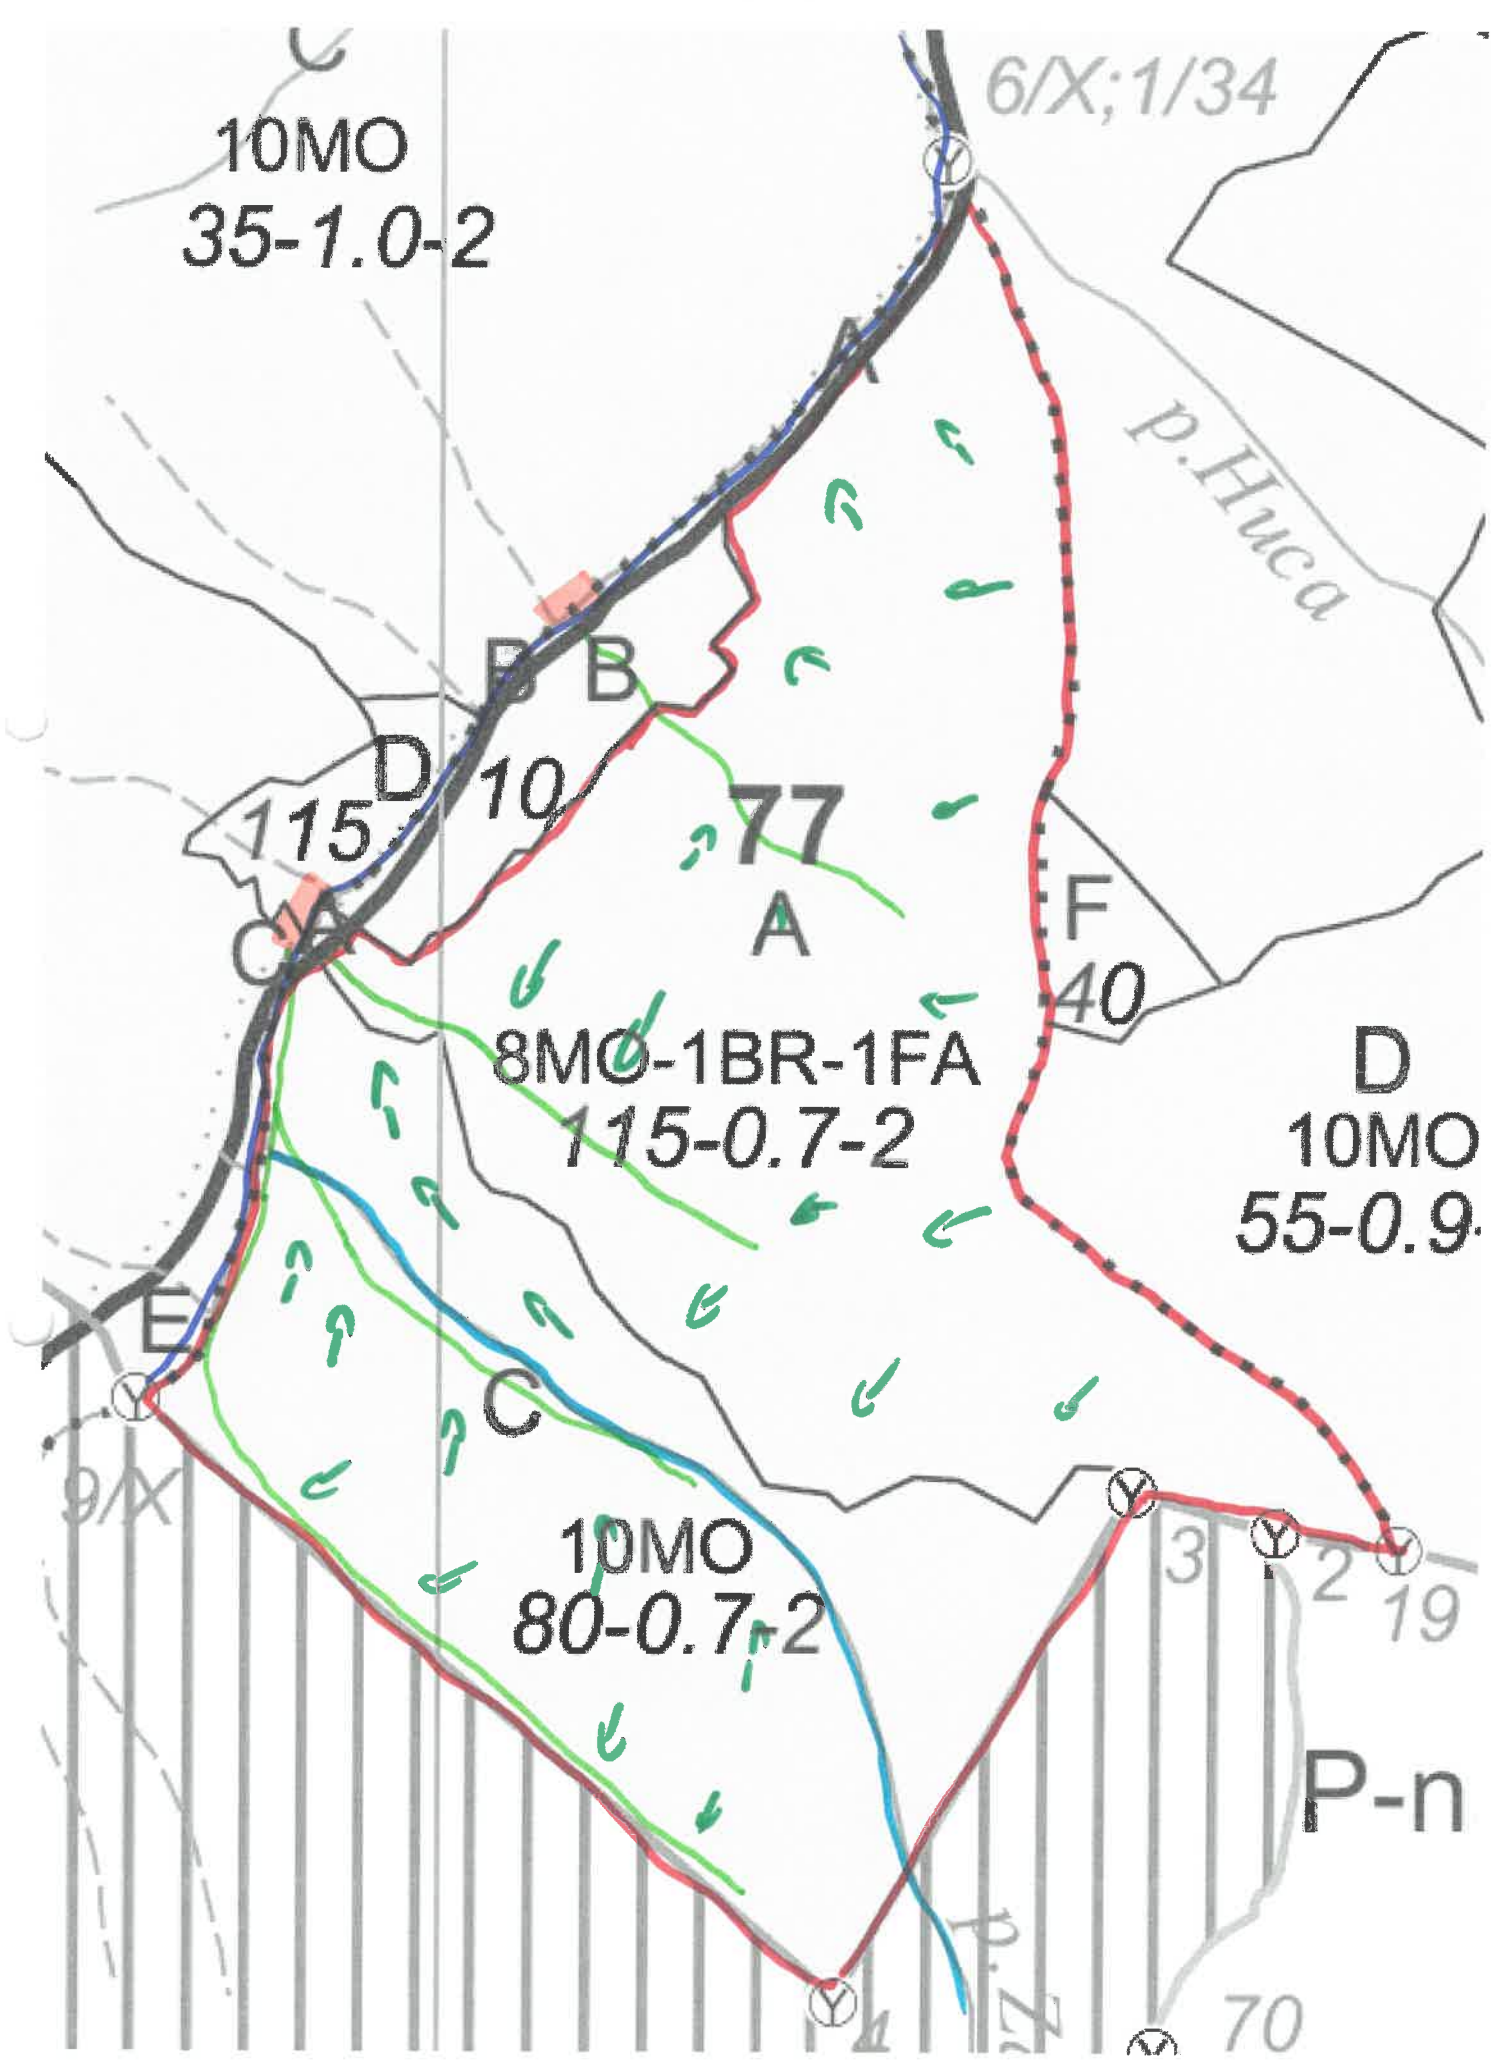 C
6/X;1/34
10MO
35-1.0-2
A
р.Ниса
B
B
D
10
115
77
A
C
A
F
40
8MO-1BR-1FA
115-0.7-2
D
10MO
55-0.9-
E
C
9/X
10MO
80-0.7-2
3
2
19
P-n
р.
4
70